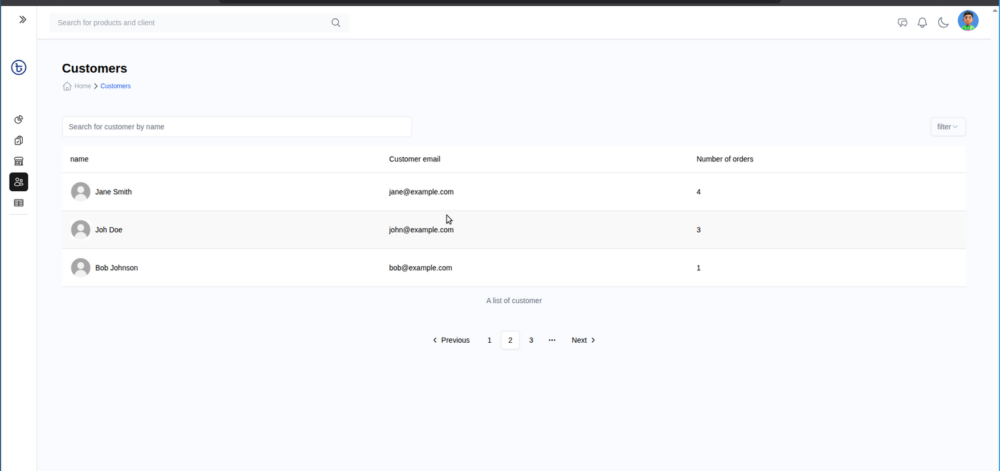 Search for products and client
Customers
Home Customers
Search for customer by name
filter
name Customer email Number of orders
Jane Smith jane@example.com 4
Joh Doe john@example.com 3
Bob Johnson bob@example.com 1
A list of customer
Previous 1 2 3 ... Next